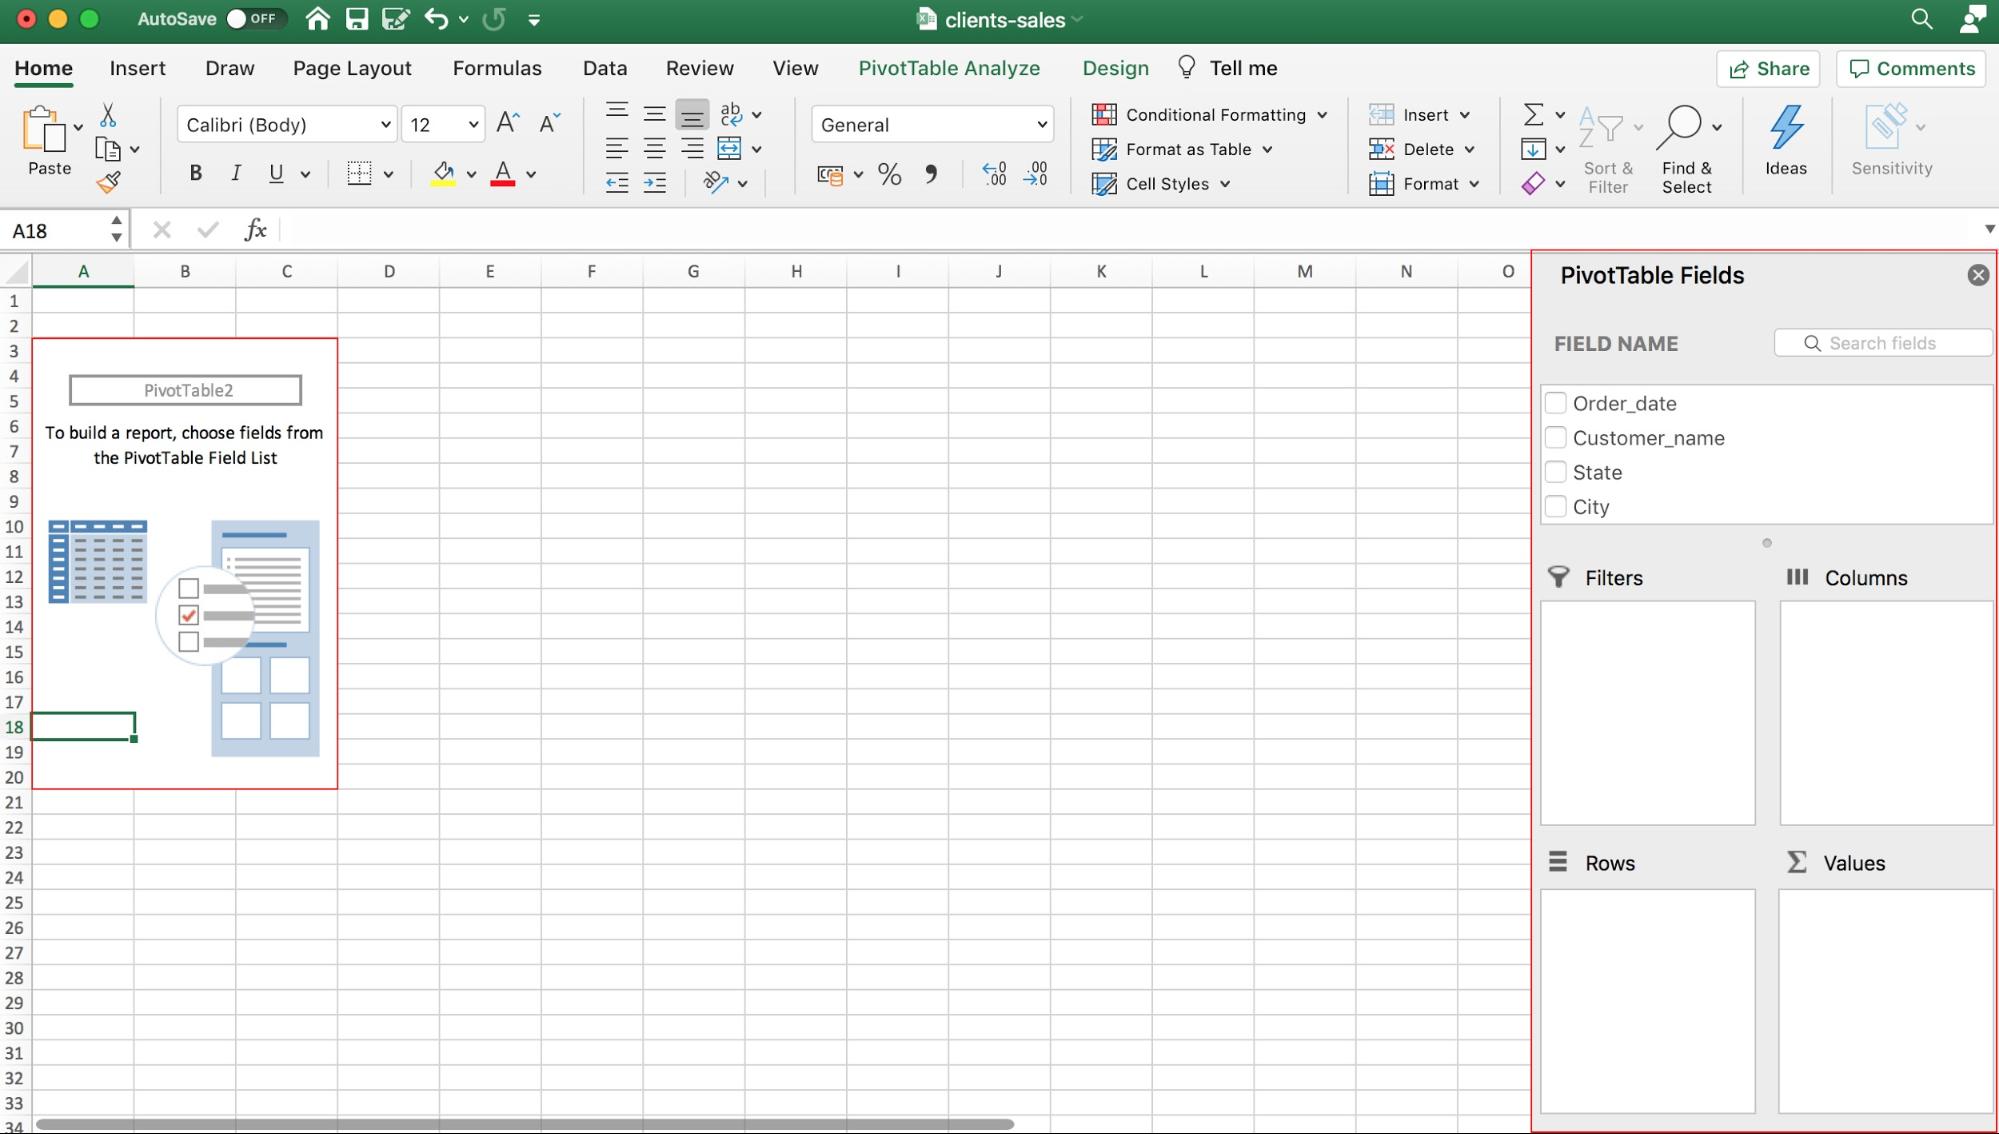 AutoSave OFF clients-sales
Home Insert Draw Page Layout Formulas Data Review View PivotTable Analyze Design Tell me Share Comments
Paste
Calibri (Body) 12
B I U A
ab
General
% 
Conditional Formatting
Format as Table
Cell Styles
Insert
Delete
Format
Sort & Filter
Find & Select
Ideas
Sensitivity
A18 fx
A B C D E F G H I J K L M N O
1
2
3
4
5
6
7
8
9
10
11
12
13
14
15
16
17
18
19
20
21
22
23
24
25
26
27
28
29
30
31
32
33
34
PivotTable2
To build a report, choose fields from
the PivotTable Field List
PivotTable Fields
FIELD NAME Search fields
Order_date
Customer_name
State
City
Filters Columns
Rows Values